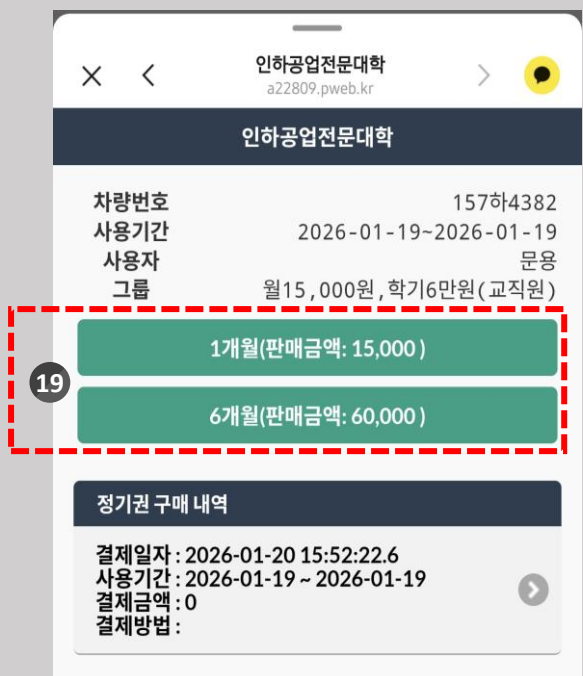 인하공업전문대학
a22809.pweb.kr
인하공업전문대학
차량번호 157하4382
사용기간 2026-01-19~2026-01-19
사용자 문용
그룹 월15,000원,학기6만원(교직원)
19
1개월(판매금액: 15,000 )
6개월(판매금액: 60,000 )
정기권 구매 내역
결제일자 : 2026-01-20 15:52:22.6
사용기간 : 2026-01-19 ~ 2026-01-19
결제금액 : 0
결제방법 :